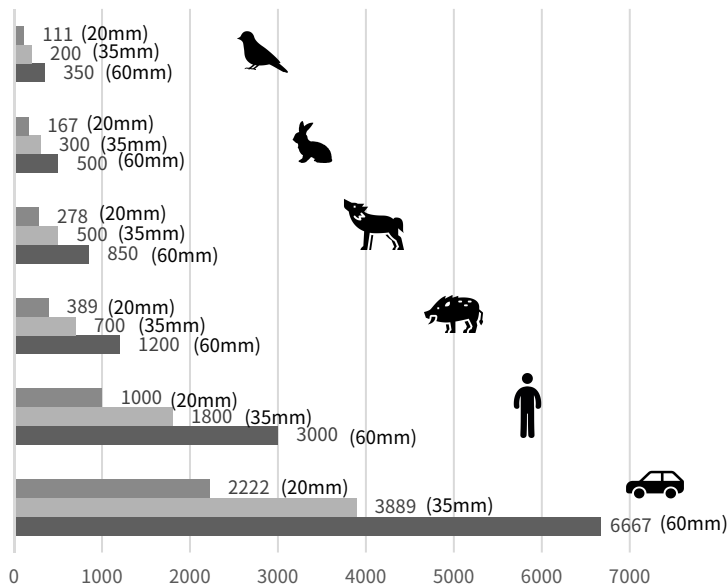 111 (20mm)
200 (35mm)
350 (60mm)
167 (20mm)
300 (35mm)
500 (60mm)
278 (20mm)
500 (35mm)
850 (60mm)
389 (20mm)
700 (35mm)
1200 (60mm)
1000 (20mm)
1800 (35mm)
3000 (60mm)
2222 (20mm)
3889 (35mm)
6667 (60mm)
0 1000 2000 3000 4000 5000 6000 7000